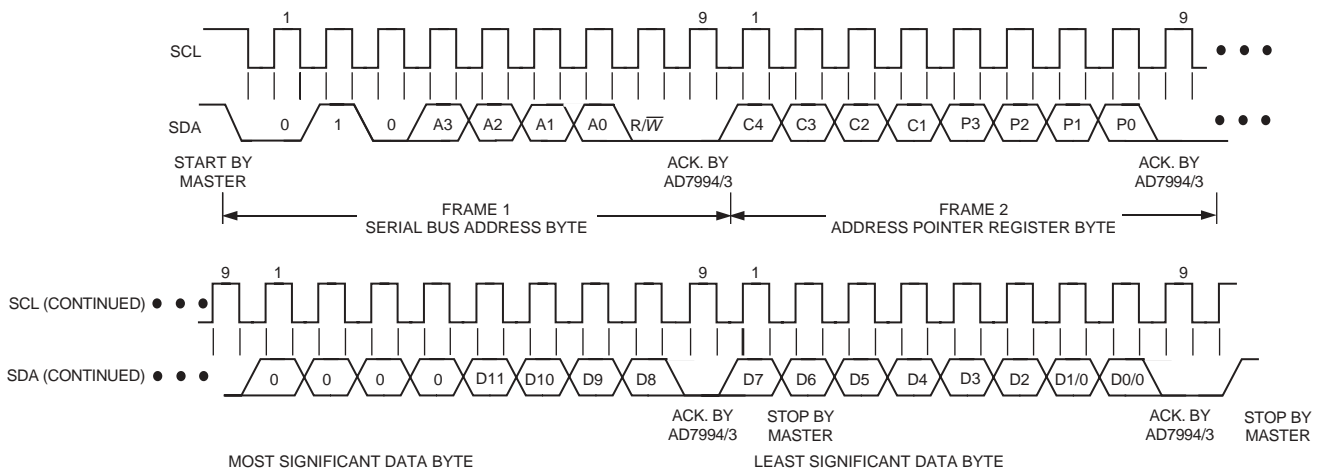 1 9 1 9
SCL
SDA 0 1 0 A3 A2 A1 A0 R/W̅ C4 C3 C2 C1 P3 P2 P1 P0
START BY MASTER
ACK. BY AD7994/3
ACK. BY AD7994/3
FRAME 1
SERIAL BUS ADDRESS BYTE
FRAME 2
ADDRESS POINTER REGISTER BYTE
9 1 9 1 9
SCL (CONTINUED)
SDA (CONTINUED) 0 0 0 0 D11 D10 D9 D8 D7 D6 D5 D4 D3 D2 D1/0 D0/0
ACK. BY AD7994/3
STOP BY MASTER
ACK. BY AD7994/3
STOP BY MASTER
MOST SIGNIFICANT DATA BYTE
LEAST SIGNIFICANT DATA BYTE